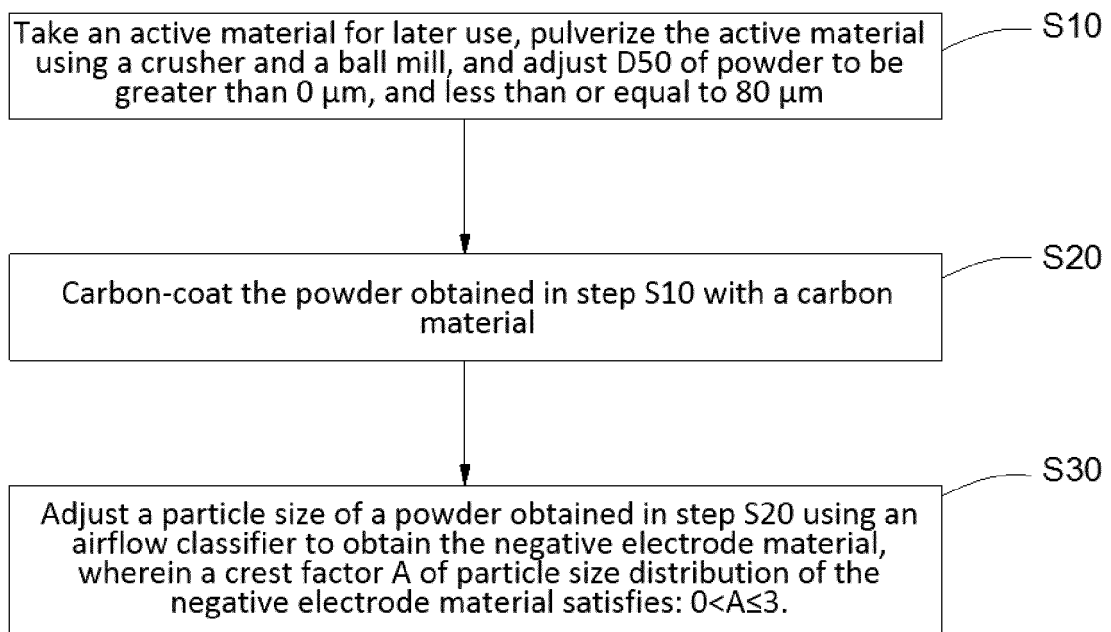 Take an active material for later use, pulverize the active material
using a crusher and a ball mill, and adjust D50 of powder to be
greater than 0 μm, and less than or equal to 80 μm
S10
Carbon-coat the powder obtained in step S10 with a carbon
material
S20
Adjust a particle size of a powder obtained in step S20 using an
airflow classifier to obtain the negative electrode material,
wherein a crest factor A of particle size distribution of the
negative electrode material satisfies: 0<A≤3.
S30